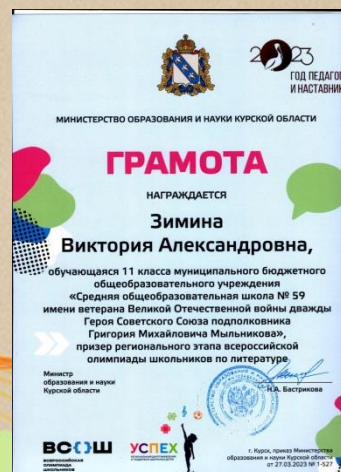 2023
ГОД ПЕДАГОГ
И НАСТАВНИК
МИНИСТЕРСТВО ОБРАЗОВАНИЯ И НАУКИ КУРСКОЙ ОБЛАСТИ
ГРАМОТА
НАГРАЖДАЕТСЯ
Зимина
Виктория Александровна,
обучающаяся 11 класса муниципального бюджетного
общеобразовательного учреждения
«Средняя общеобразовательная школа № 59
имени ветерана Великой Отечественной войны дважды
Героя Советского Союза подполковника
Григория Михайловича Мыльникова»,
призер регионального этапа всероссийской
олимпиады школьников по литературе
Министр
образования и науки
Курской области
Н.А. Бастрикова
ВСОШ
ВСЕРОССИЙСКАЯ
ОЛИМПИАДА
ШКОЛЬНИКОВ
УСПЕХ
г. Курск, приказ Министерства
образования и науки Курской области
от 27.03.2023 № 1-527